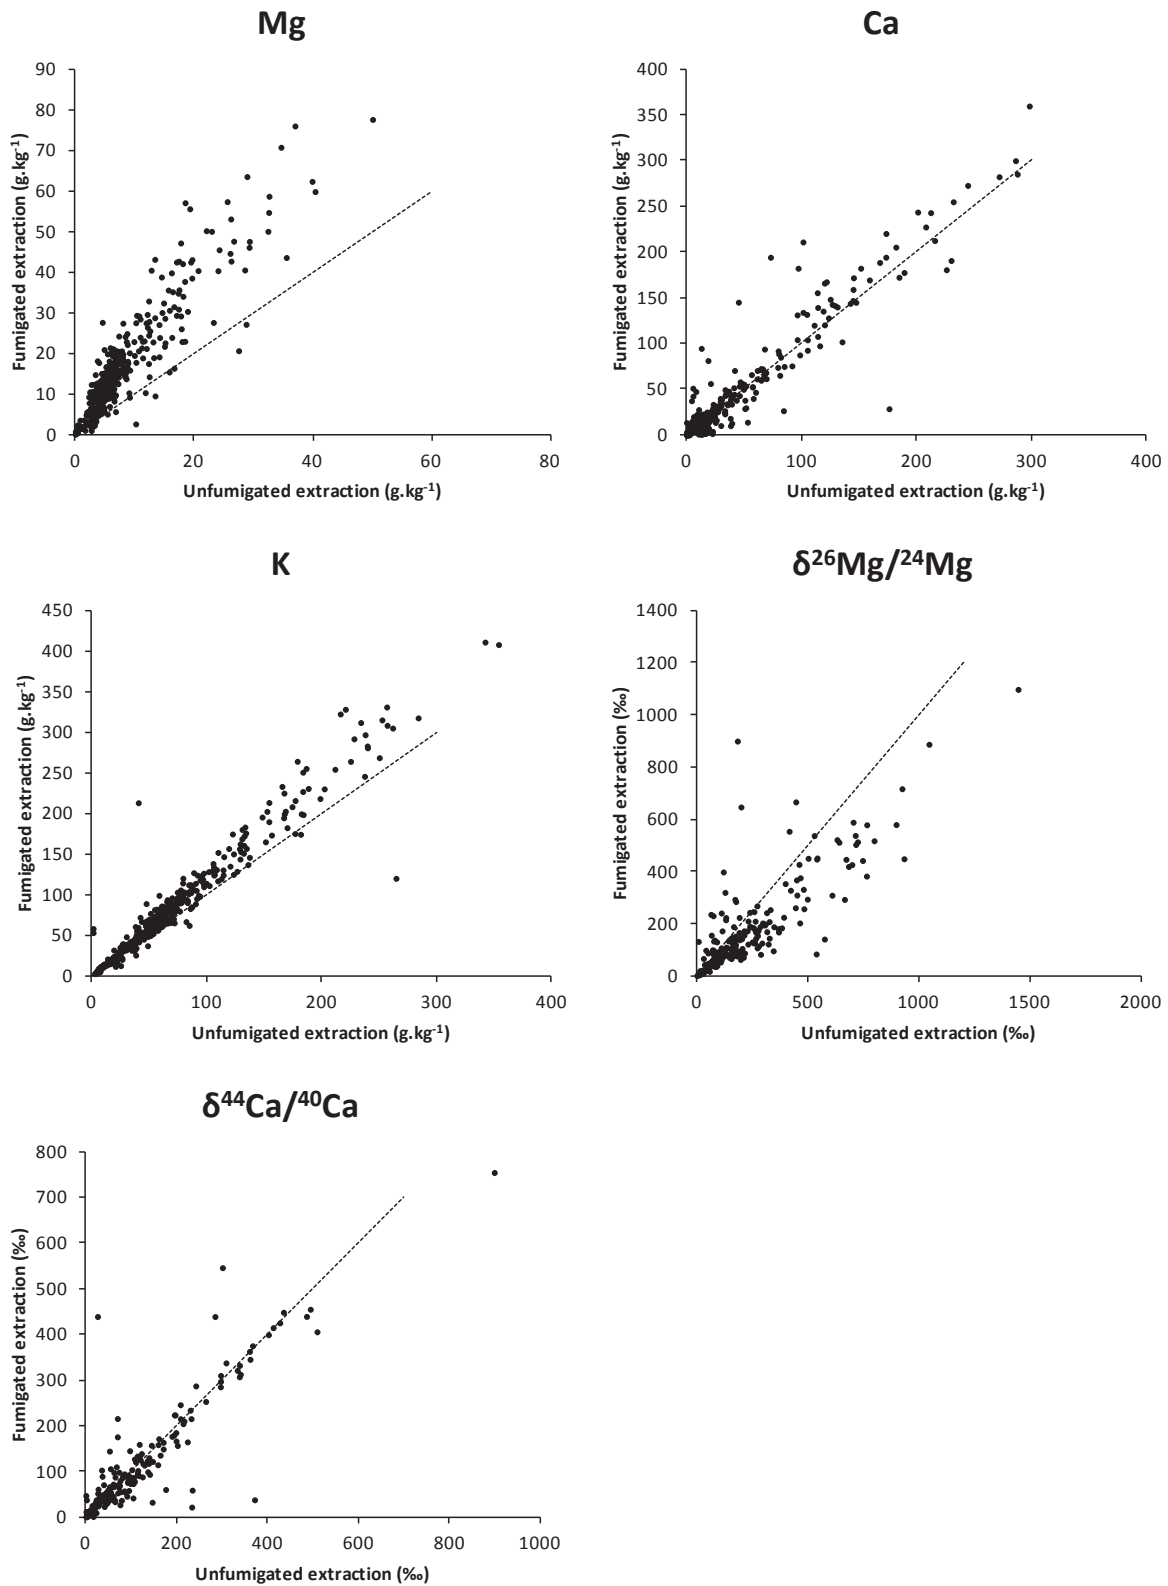 Mg
90
80
70
60
50
40
30
20
10
0
0 20 40 60 80
Fumigated extraction (g.kg⁻¹)
Unfumigated extraction (g.kg⁻¹)
Ca
400
350
300
250
200
150
100
50
0
0 100 200 300 400
Fumigated extraction (g.kg⁻¹)
Unfumigated extraction (g.kg⁻¹)
K
450
400
350
300
250
200
150
100
50
0
0 100 200 300 400
Fumigated extraction (g.kg⁻¹)
Unfumigated extraction (g.kg⁻¹)
δ²⁶Mg/²⁴Mg
1400
1200
1000
800
600
400
200
0
0 500 1000 1500 2000
Fumigated extraction (‰)
Unfumigated extraction (‰)
δ⁴⁴Ca/⁴⁰Ca
800
700
600
500
400
300
200
100
0
0 200 400 600 800 1000
Fumigated extraction (‰)
Unfumigated extraction (‰)